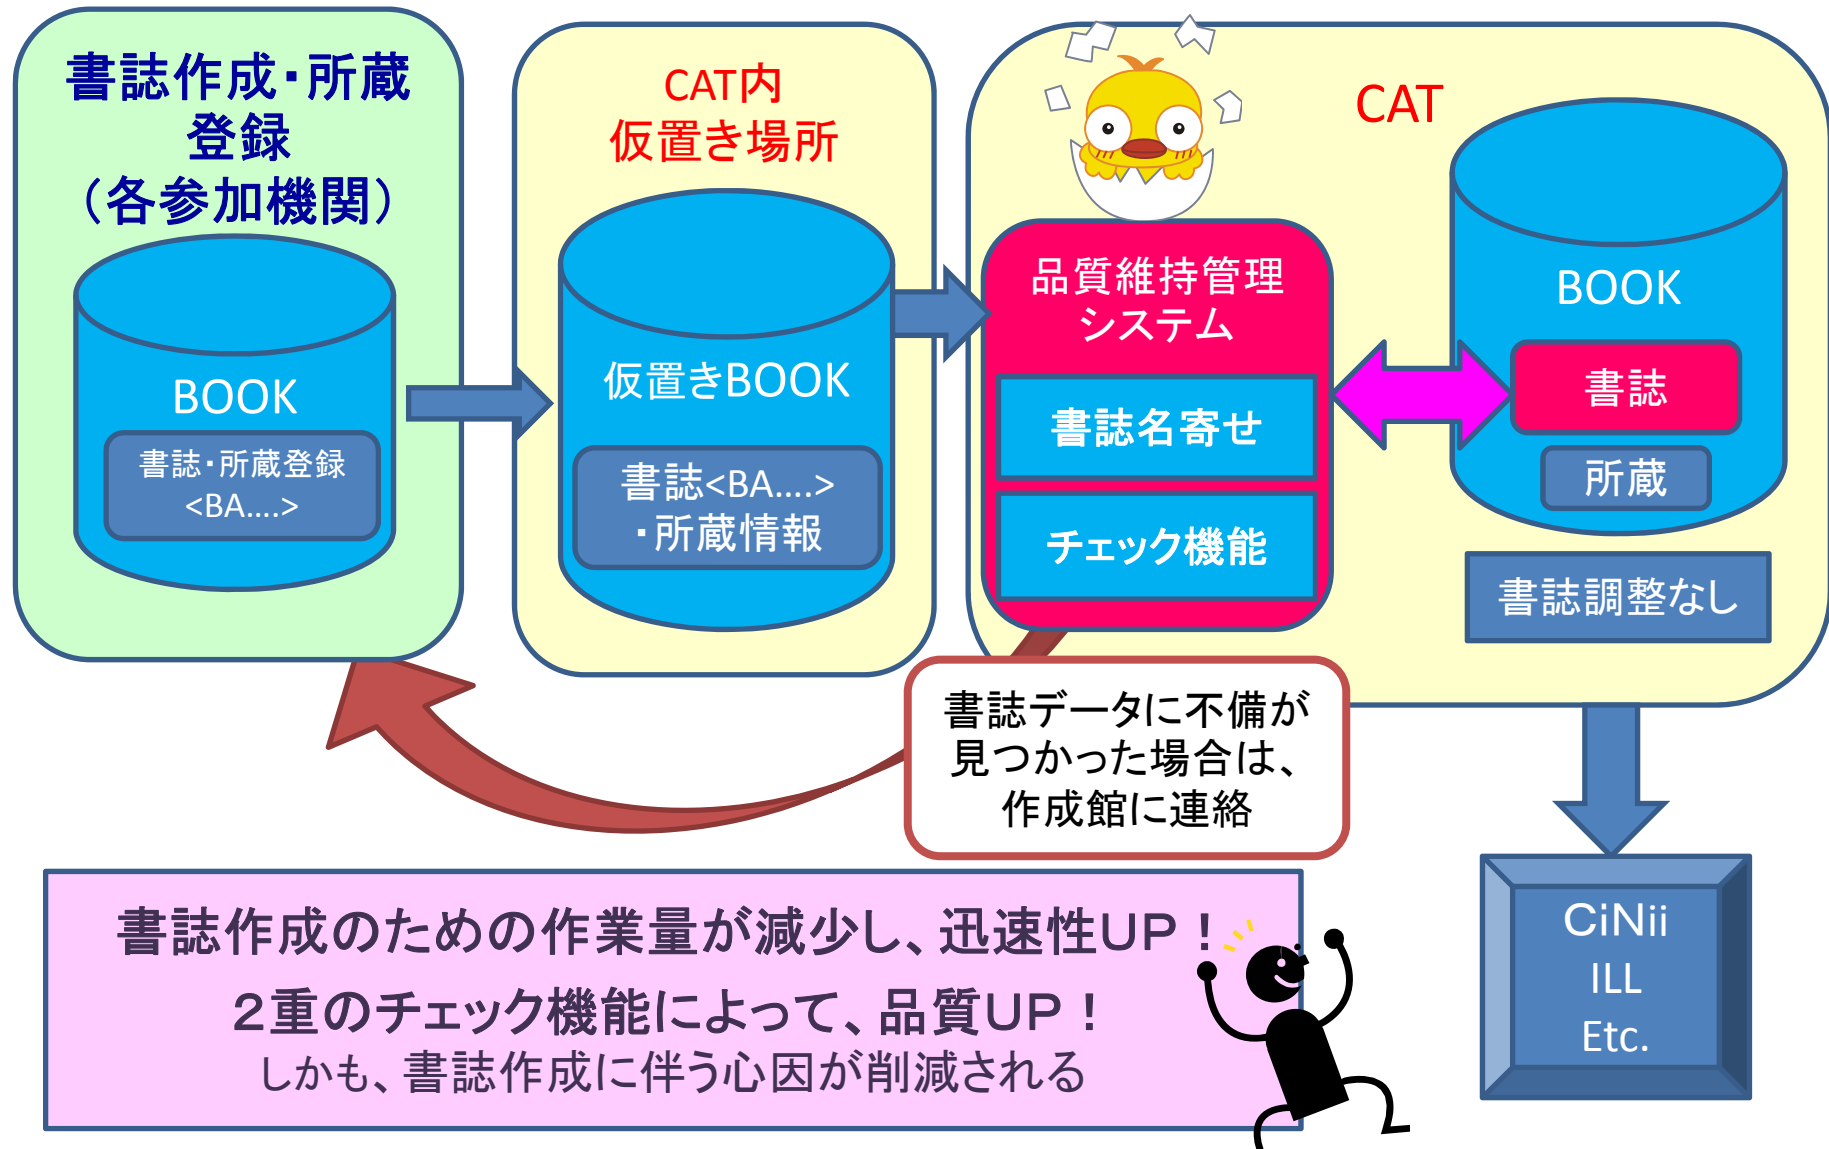 書誌作成・所蔵
登録
（各参加機関）
BOOK
書誌・所蔵登録
<BA....>
CAT内
仮置き場所
仮置きBOOK
書誌<BA....>
・所蔵情報
CAT
品質維持管理
システム
書誌名寄せ
チェック機能
BOOK
書誌
所蔵
書誌調整なし
書誌データに不備が
見つかった場合は、
作成館に連絡
書誌作成のための作業量が減少し、迅速性ＵＰ！
２重のチェック機能によって、品質ＵＰ！
しかも、書誌作成に伴う心因が削減される
CiNii
ILL
Etc.